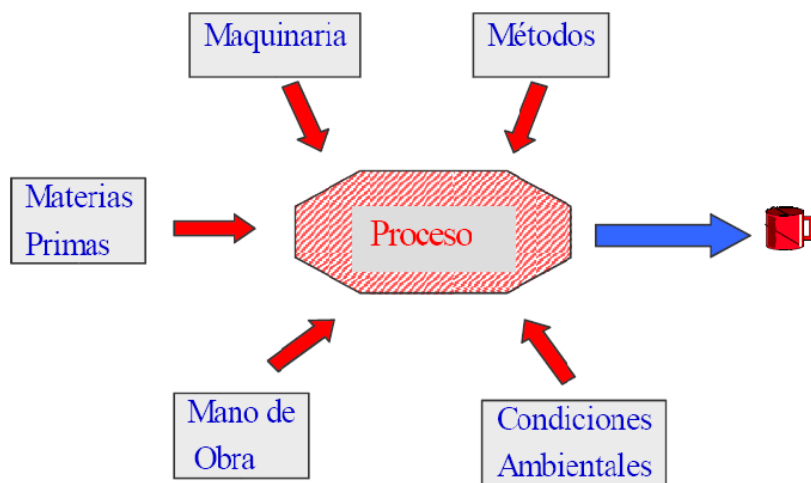 Maquinaria
Métodos
Materias
Primas
Proceso
Mano de
Obra
Condiciones
Ambientales